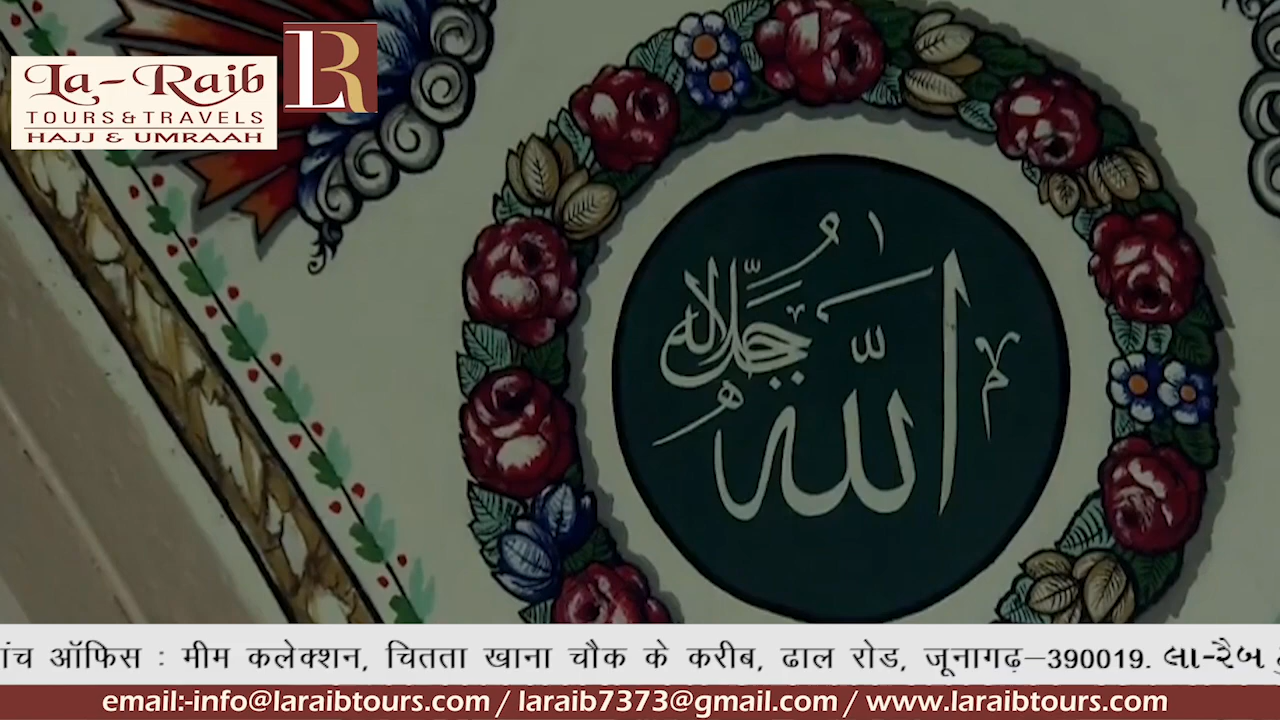 La-Raib
TOURS & TRAVELS
HAJJ & UMRAAH
LR
الله
جل جلاله
ांच ऑफिस : मीम कलेक्शन, चितता खाना चौक के करीब, ढाल रोड, जूनागढ़–390019. લા-રૈબ
email:-info@laraibtours.com / laraib7373@gmail.com / www.laraibtours.com